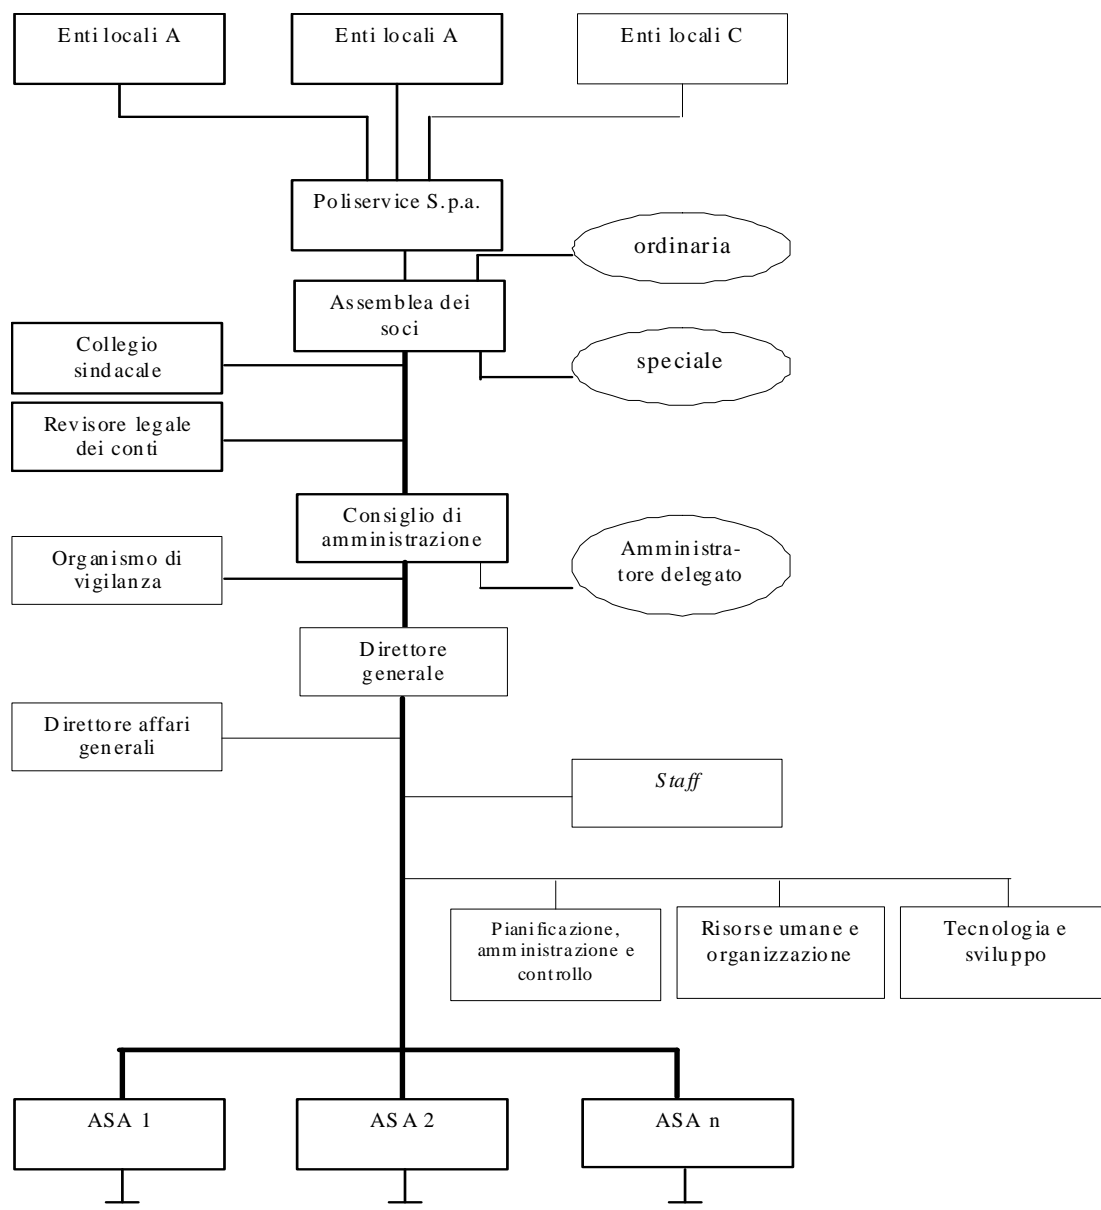 Enti locali A
Enti locali A
Enti locali C
Poliservice S.p.a.
ordinaria
Assemblea dei
soci
Collegio
sindacale
speciale
Revisore legale
dei conti
Consiglio di
amministrazione
Organismo di
vigilanza
Amministra-
tore delegato
Direttore
generale
Direttore affari
generali
Staff
Pianificazione,
amministrazione e
controllo
Risorse umane e
organizzazione
Tecnologia e
sviluppo
ASA 1
ASA 2
ASA n